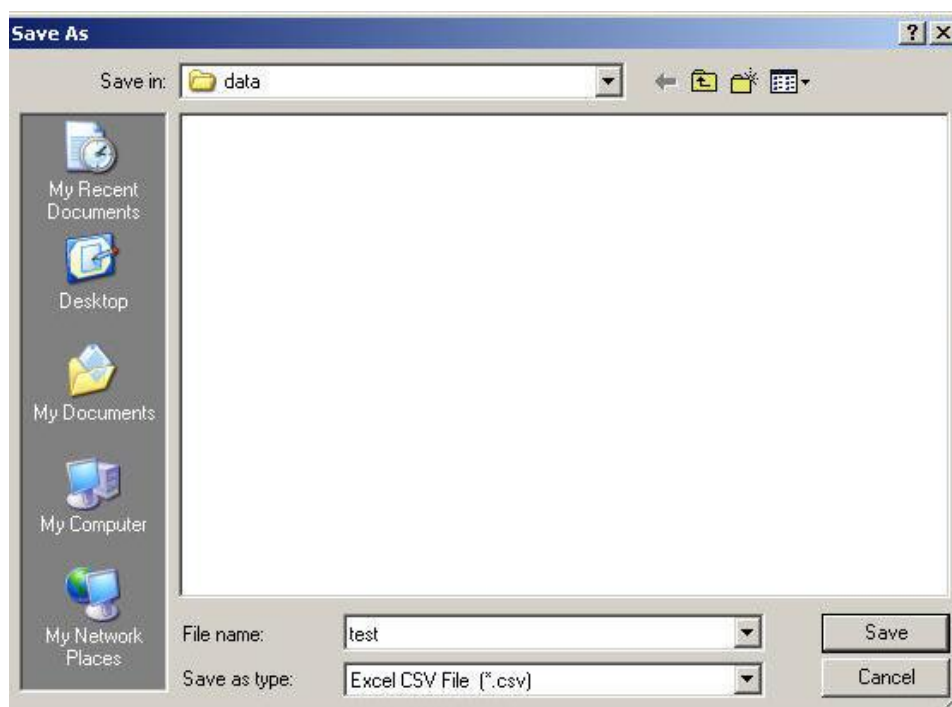 Save As
Save in: data
My Recent
Documents
Desktop
My Documents
My Computer
My Network
Places
File name: test Save
Save as type: Excel CSV File (*.csv) Cancel